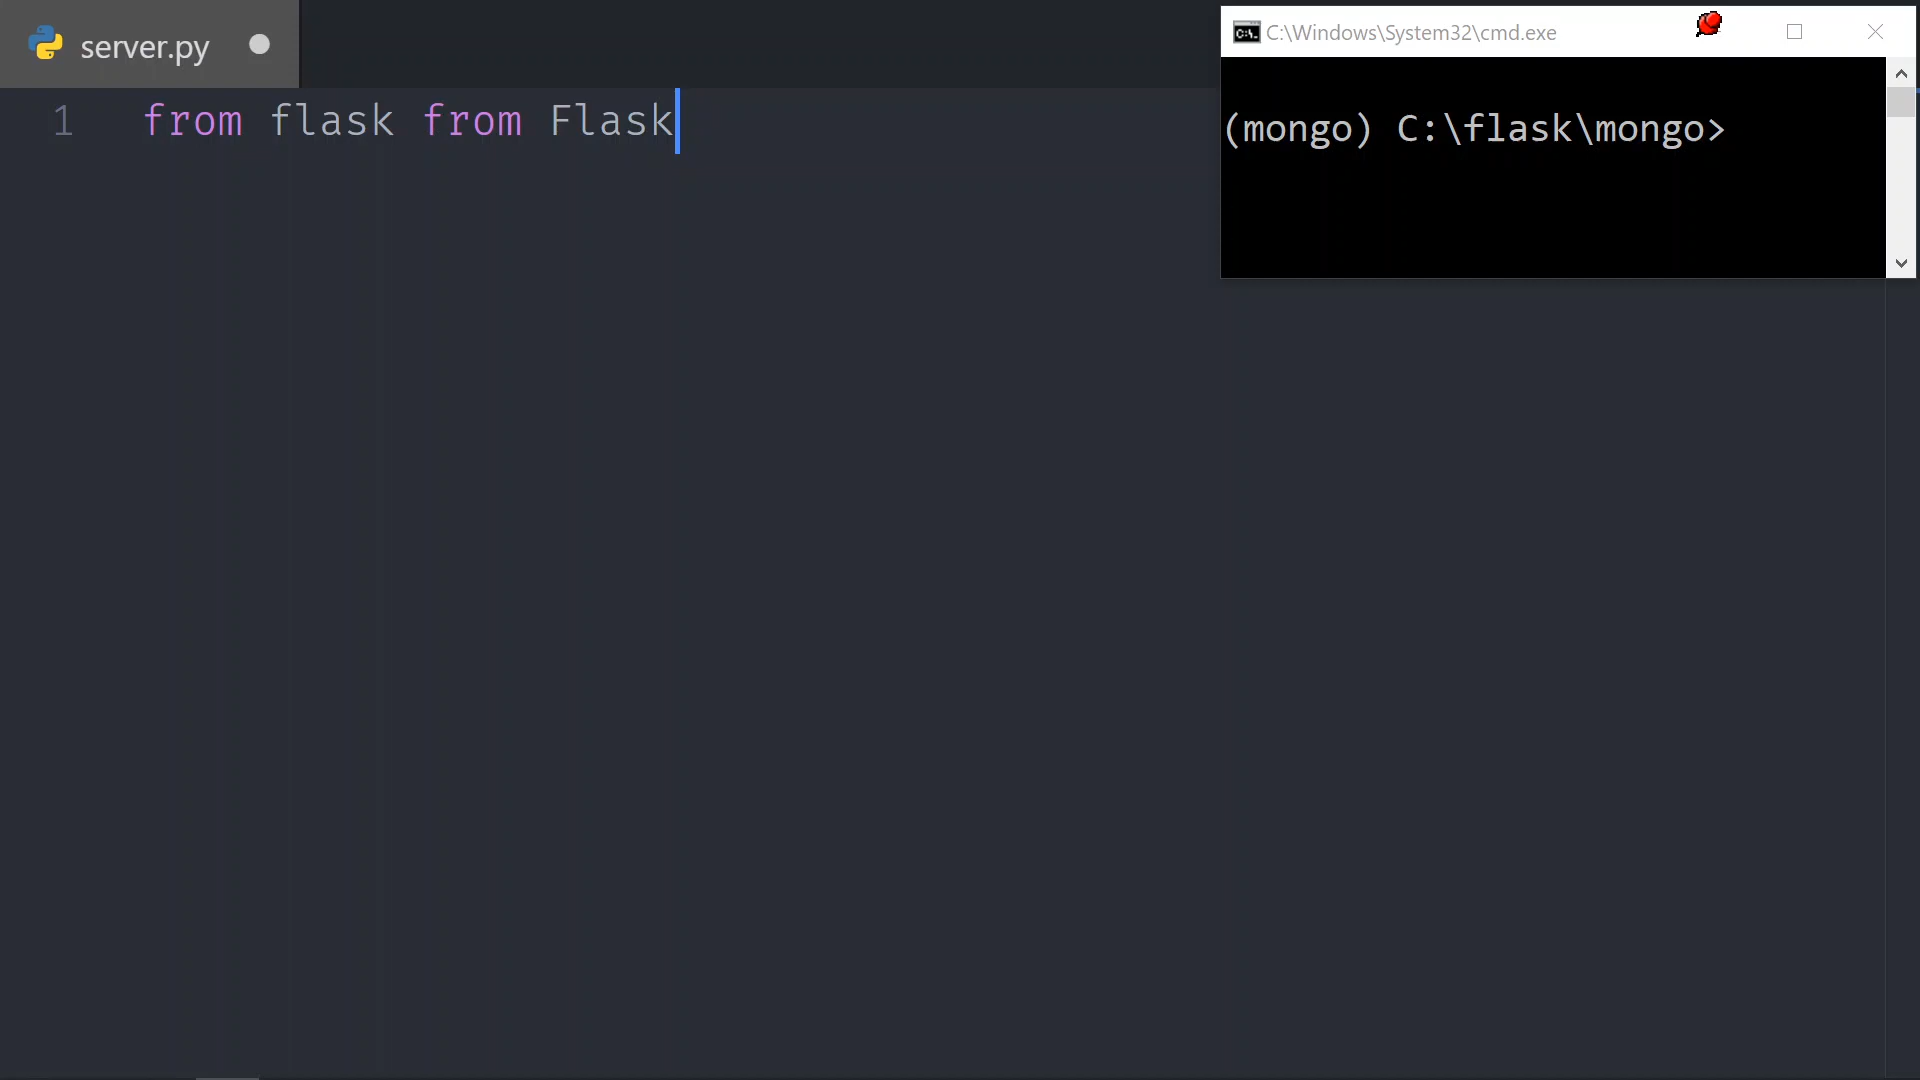 server.py
1 from flask from Flask
C:\Windows\System32\cmd.exe
(mongo) C:\flask\mongo>